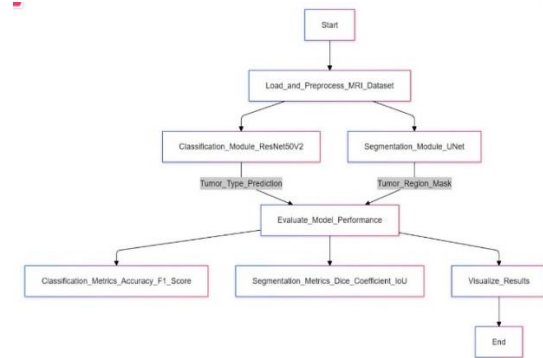 Start
Load_and_Preprocess_MRI_Dataset
Classification_Module_ResNet50V2
Segmentation_Module_UNet
Tumor_Type_Prediction
Tumor_Region_Mask
Evaluate_Model_Performance
Classification_Metrics_Accuracy_F1_Score
Segmentation_Metrics_Dice_Coefficient_IoU
Visualize_Results
End